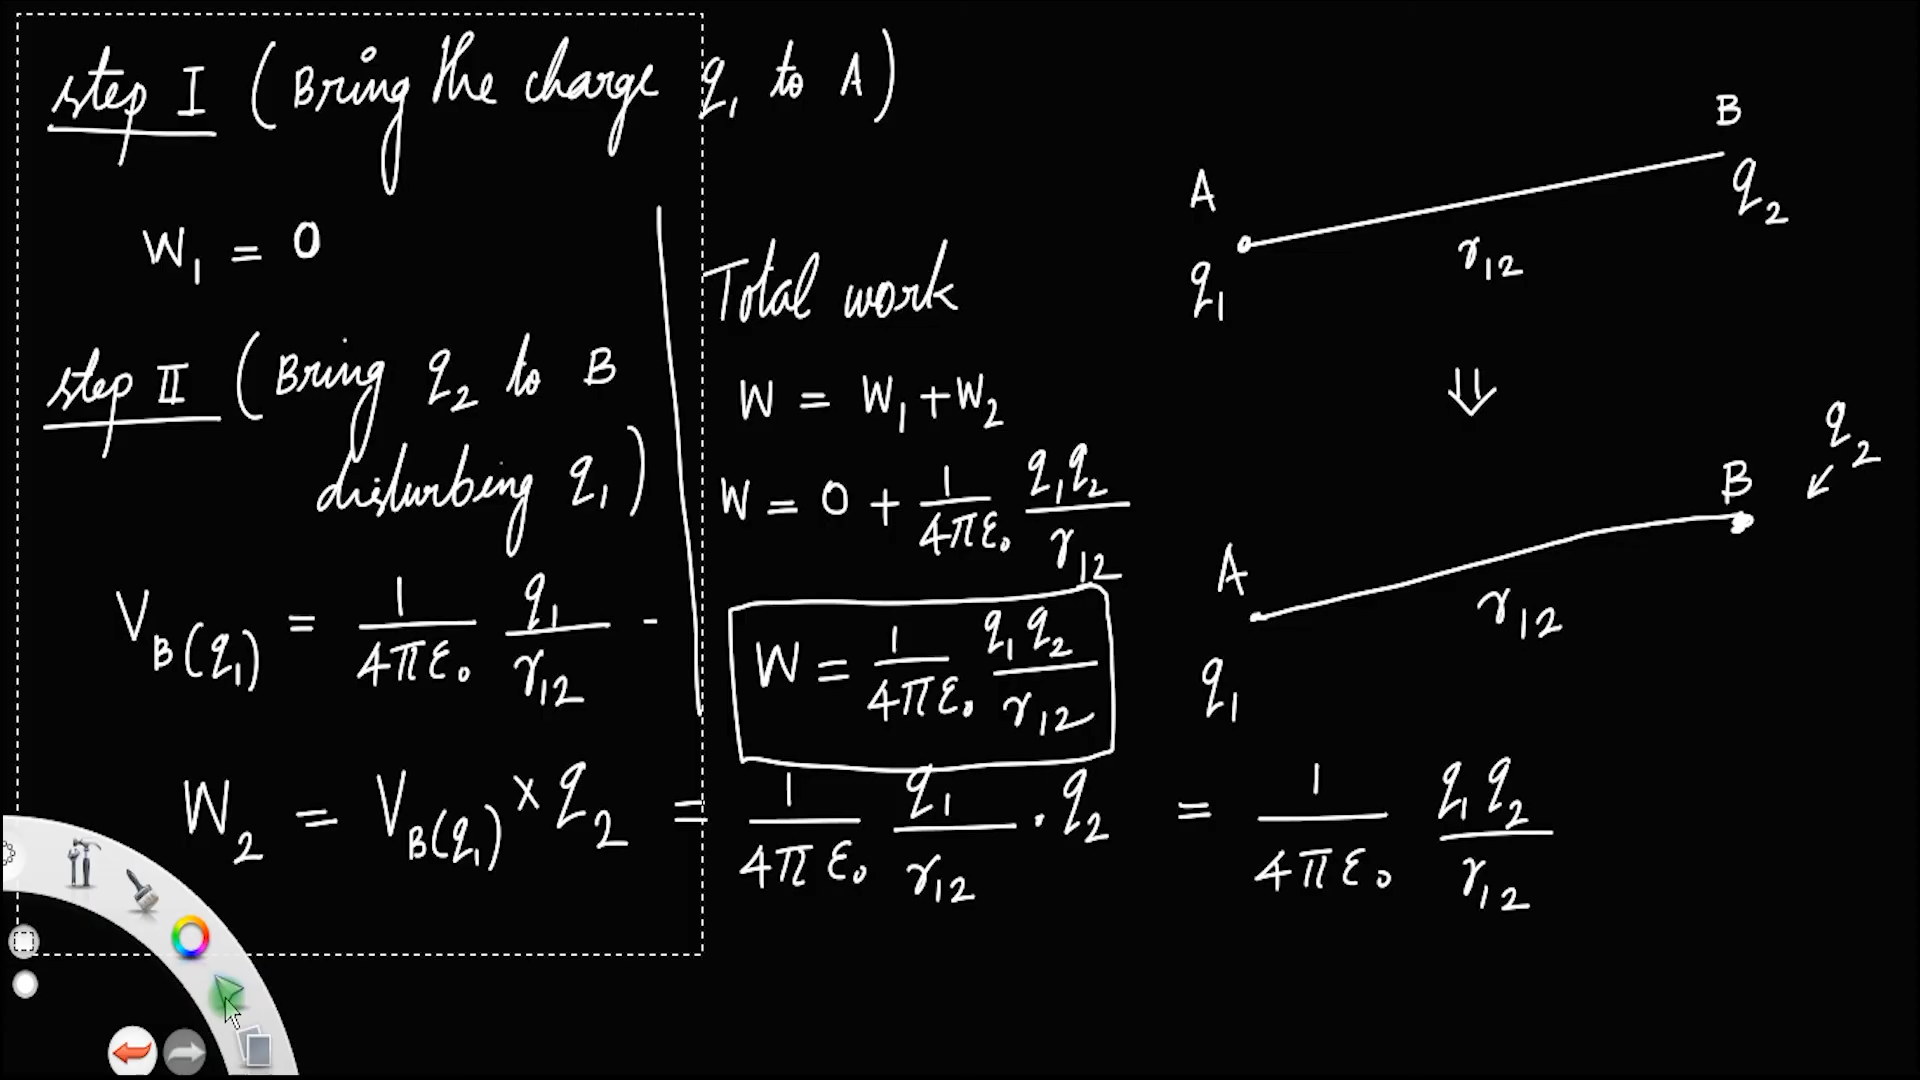 step I (Bring the charge q₁ to A)
W₁ = 0
step II (Bring q₂ to B
disturbing q₁)
V_B(q₁) = 1/4πε₀ q₁/r₁₂ -
W₂ = V_B(q₁) × q₂ = 1/4πε₀ q₁/r₁₂ · q₂ = 1/4πε₀ q₁q₂/r₁₂
Total work
W = W₁ + W₂
W = 0 + 1/4πε₀ q₁q₂/r₁₂
W = 1/4πε₀ q₁q₂/r₁₂
B
A
q₂
r₁₂
q₁
⇓
q₂
B
A
r₁₂
q₁